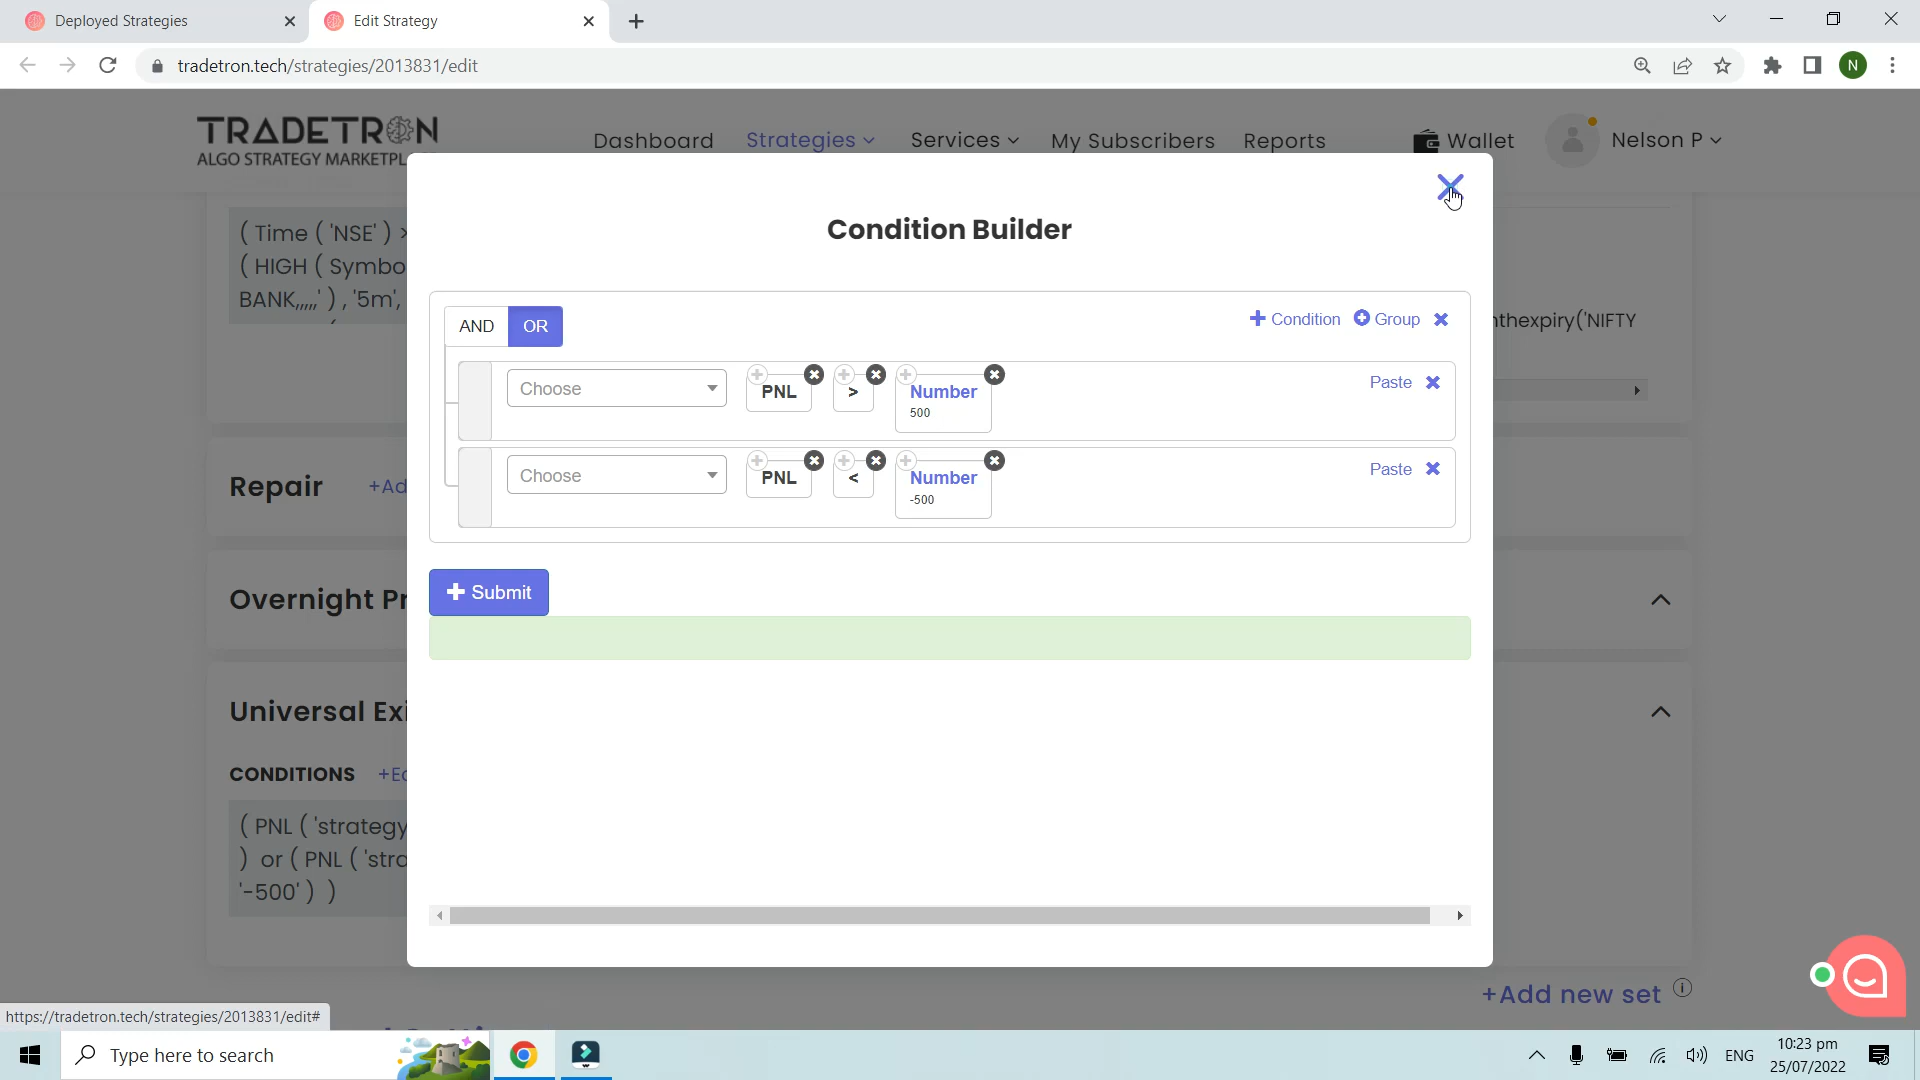 Deployed Strategies
Edit Strategy
tradetron.tech/strategies/2013831/edit
N
TRADETRON
ALGO STRATEGY MARKETPL
Dashboard
Strategies
Services
My Subscribers
Reports
Wallet
Nelson P
Condition Builder
( Time ( 'NSE' ) >
( HIGH ( Symbo
BANK,,,,,' ) , '5m',
AND
OR
+ Condition
Group
nthexpiry('NIFTY
Choose
PNL
>
Number
500
Paste
Choose
PNL
<
Number
-500
Paste
Repair
+Ad
+ Submit
Overnight Pr
Universal Exi
CONDITIONS
+Ed
( PNL ( 'strategy
) or ( PNL ( 'stra
'-500' ) )
+Add new set
https://tradetron.tech/strategies/2013831/edit#
Type here to search
ENG
10:23 pm
25/07/2022